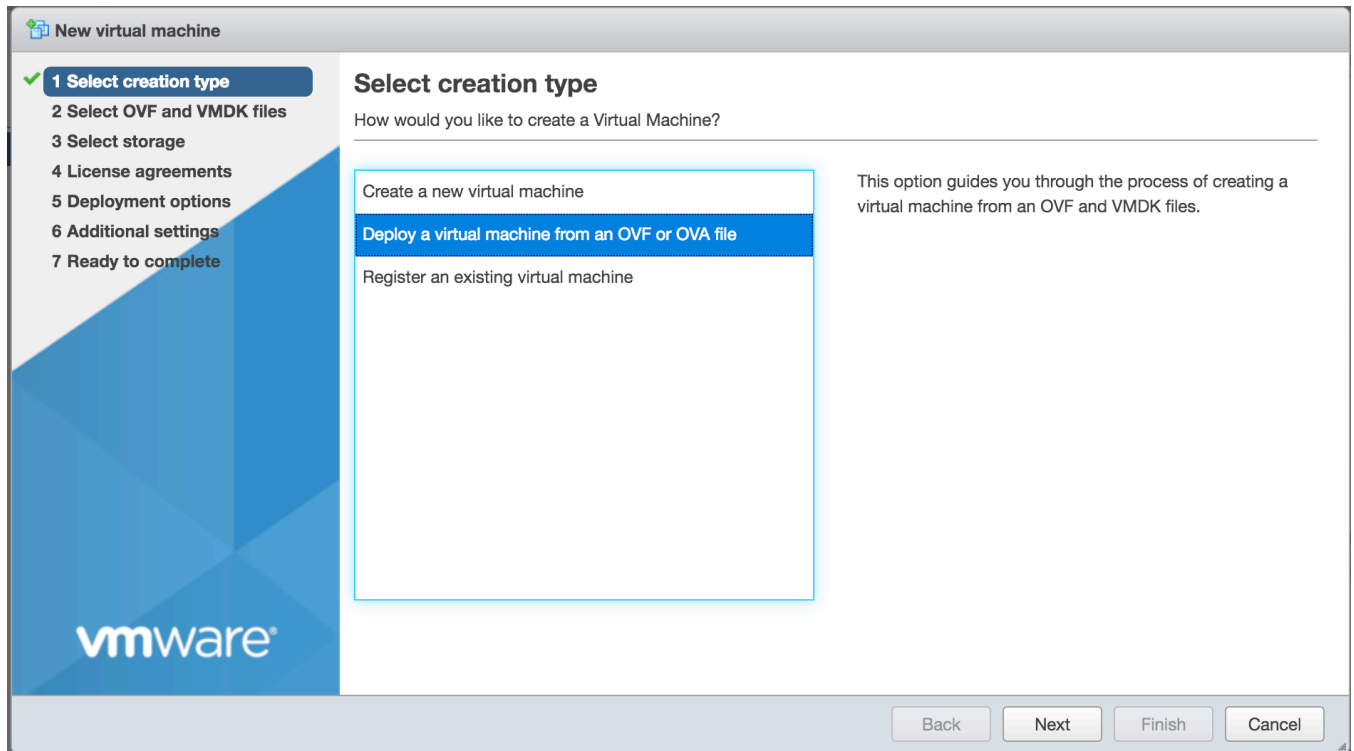 New virtual machine
1 Select creation type
2 Select OVF and VMDK files
3 Select storage
4 License agreements
5 Deployment options
6 Additional settings
7 Ready to complete
Select creation type
How would you like to create a Virtual Machine?
Create a new virtual machine
Deploy a virtual machine from an OVF or OVA file
Register an existing virtual machine
This option guides you through the process of creating a
virtual machine from an OVF and VMDK files.
vmware®
Back
Next
Finish
Cancel